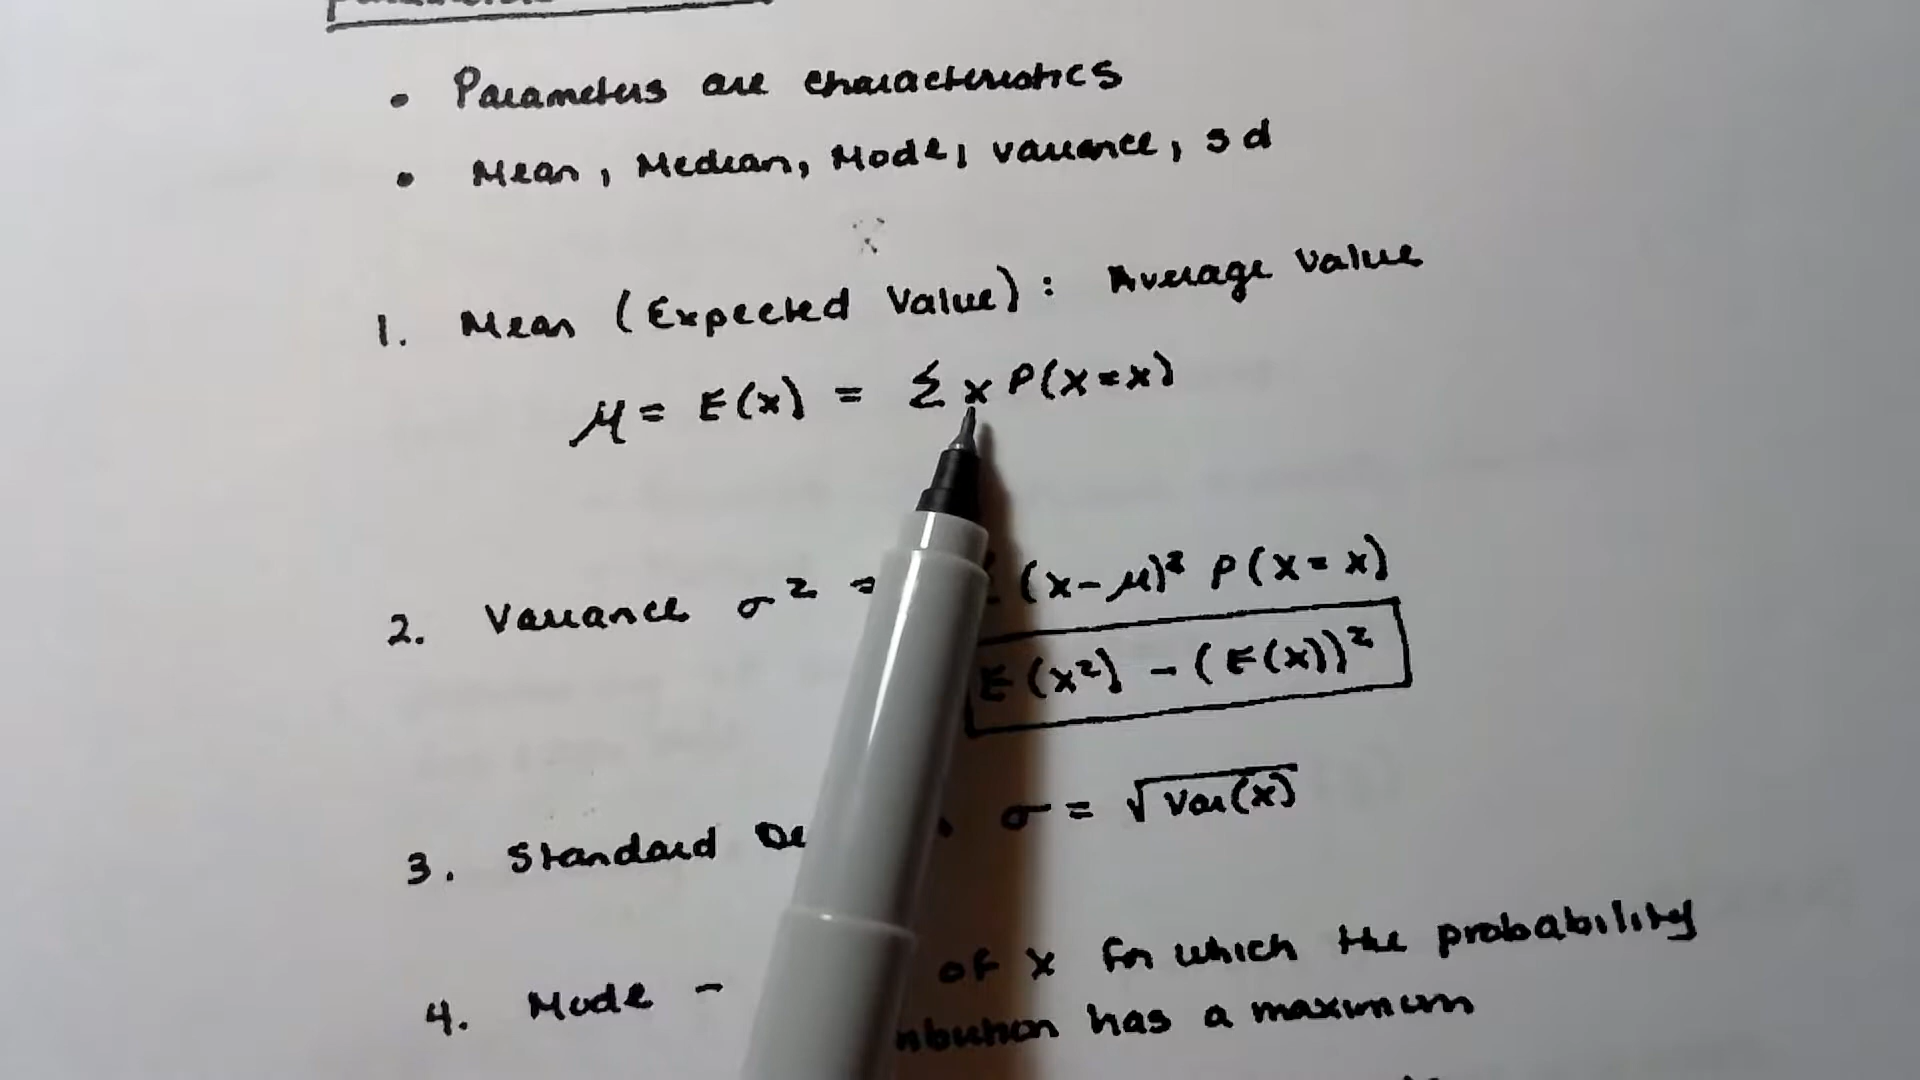 • Parameters are characteristics
• Mean, Median, Mode, variance, sd
1. Mean (Expected Value): Average value
μ = E(x) = Σ x P(X=x)
2. Variance σ² = (x-μ)² P(X=x)
E(x²) - (E(x))²
3. Standard De σ = √Var(x)
4. Mode - of x for which the probability
has a maximum